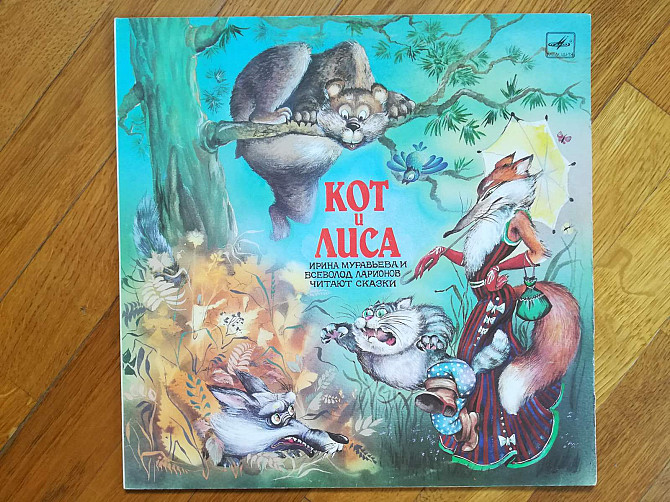 КОТ
и
ЛИСА
ИРИНА МУРАВЬЕВА И
ВСЕВОЛОД ЛАРИОНОВ
ЧИТАЮТ СКАЗКИ